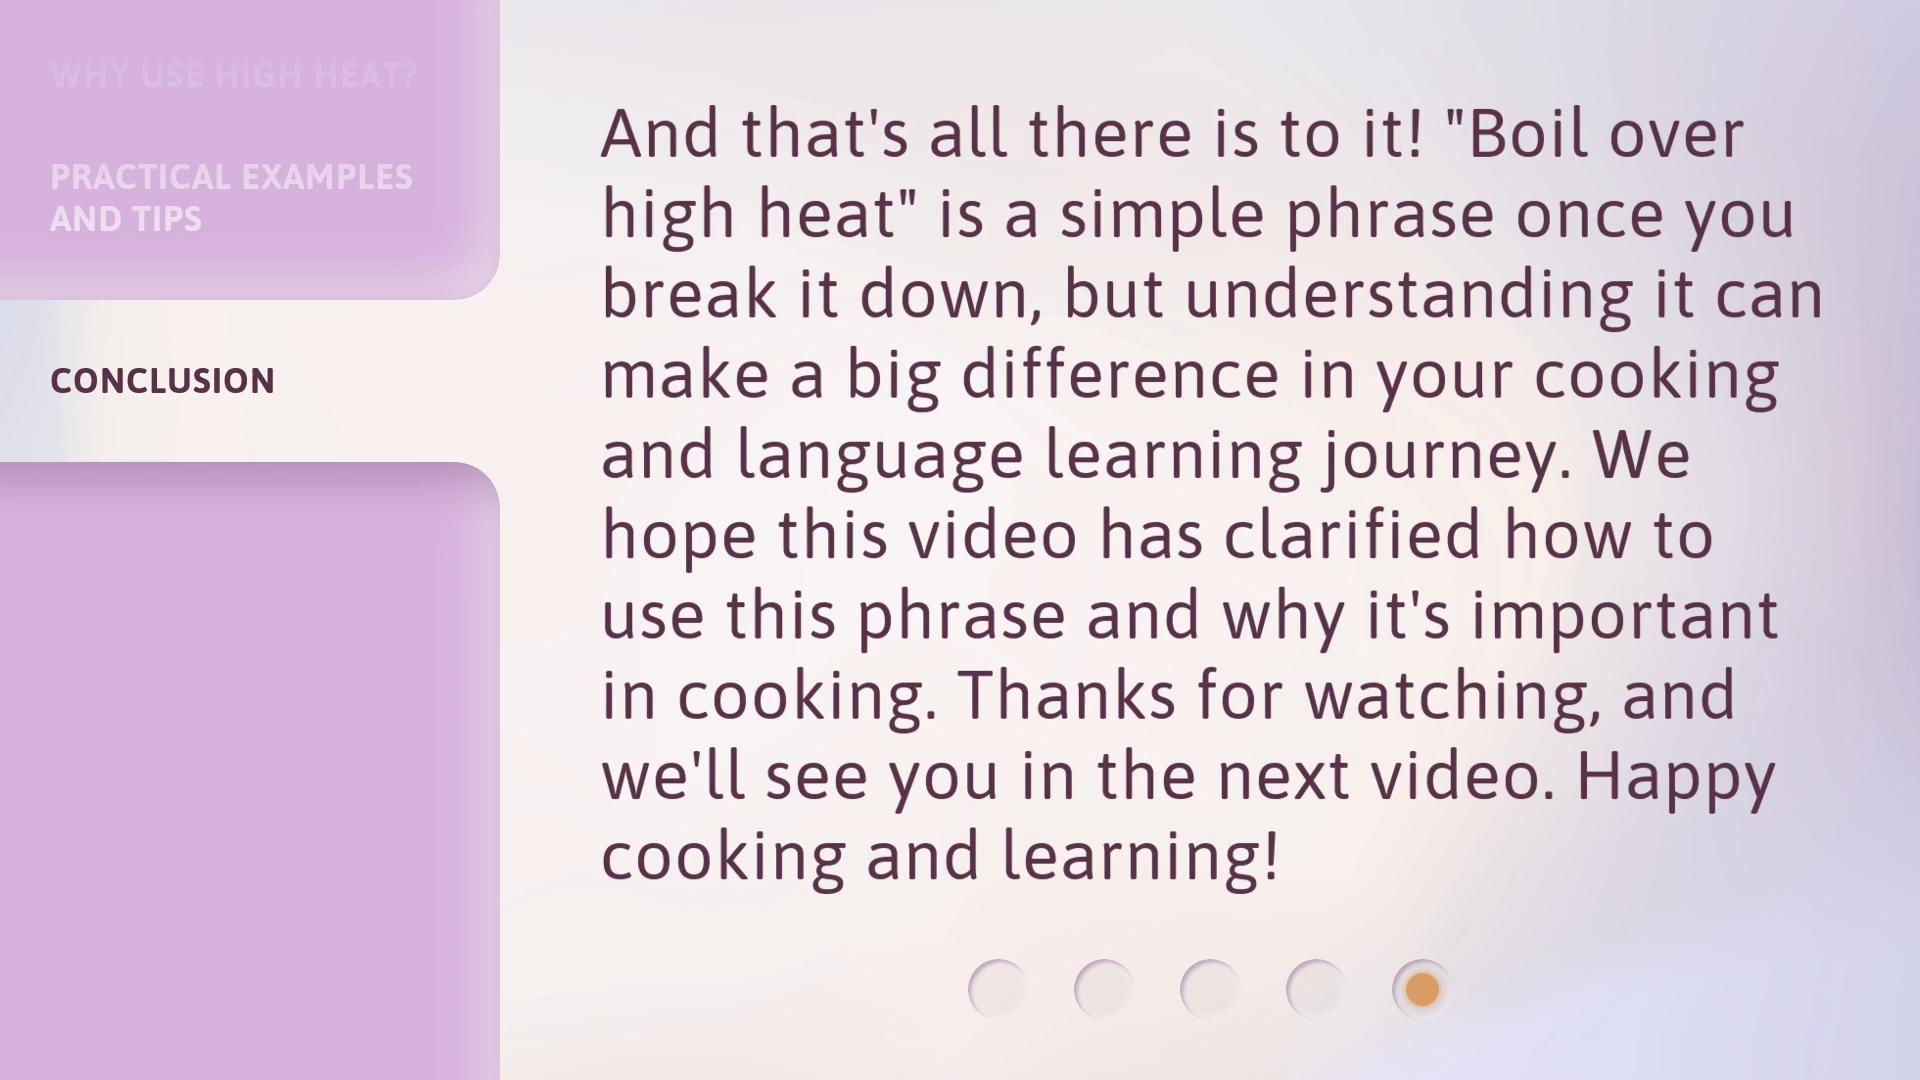 WHY USE HIGH HEAT?
PRACTICAL EXAMPLES
AND TIPS
CONCLUSION
And that's all there is to it! "Boil over
high heat" is a simple phrase once you
break it down, but understanding it can
make a big difference in your cooking
and language learning journey. We
hope this video has clarified how to
use this phrase and why it's important
in cooking. Thanks for watching, and
we'll see you in the next video. Happy
cooking and learning!